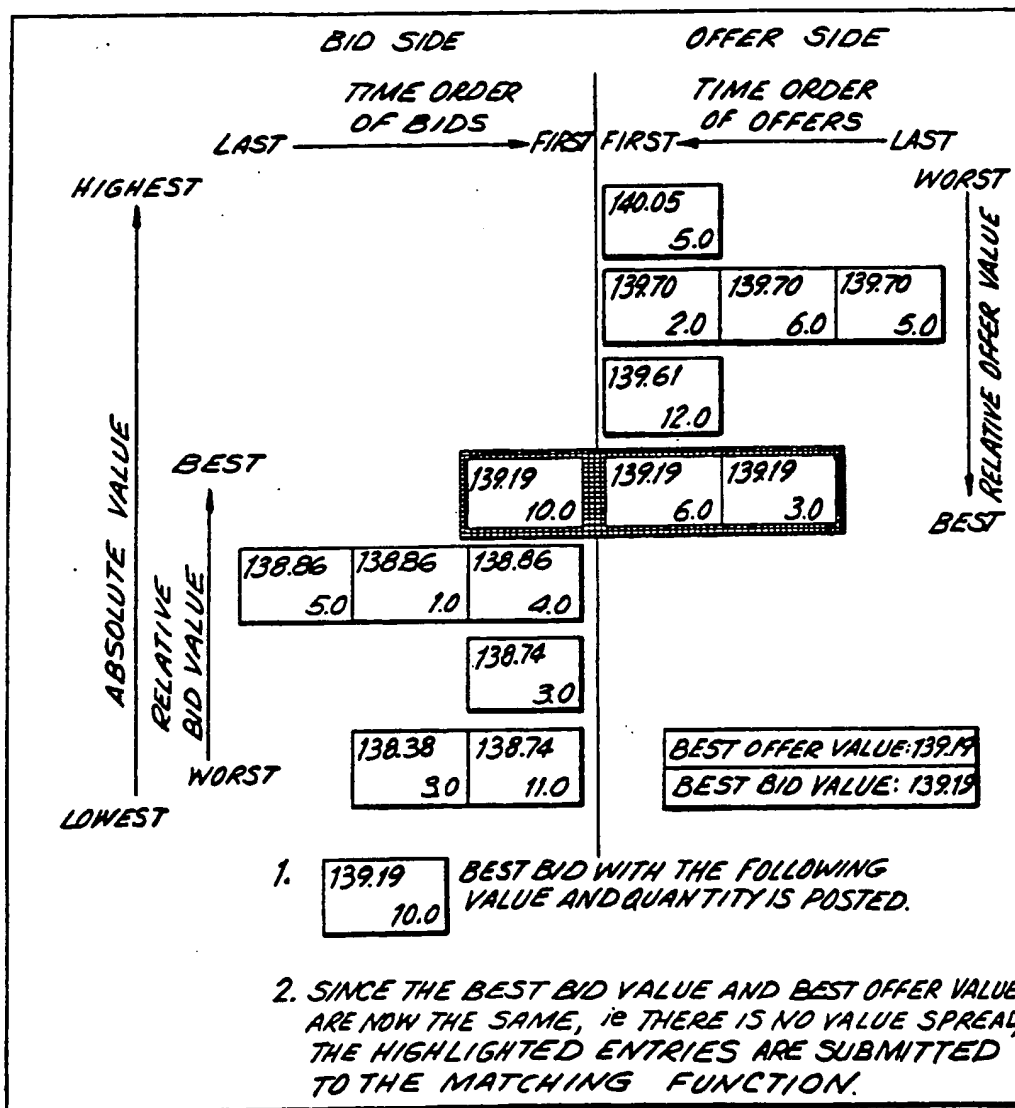 BID SIDE
OFFER SIDE
TIME ORDER
OF BIDS
TIME ORDER
OF OFFERS
LAST
FIRST
FIRST
LAST
HIGHEST
WORST
140.05
5.0
RELATIVE OFFER VALUE
139.70 139.70 139.70
2.0 6.0 5.0
139.61
12.0
BEST
139.19 139.19 139.19
10.0 6.0 3.0
BEST
ABSOLUTE VALUE
RELATIVE
BID VALUE
138.86 138.86 138.86
5.0 1.0 4.0
138.74
3.0
138.38 138.74
9.0 11.0
WORST
LOWEST
BEST OFFER VALUE: 139.19
BEST BID VALUE: 139.19
1. 139.19
10.0
BEST BID WITH THE FOLLOWING
VALUE AND QUANTITY IS POSTED.
2. SINCE THE BEST BID VALUE AND BEST OFFER VALUE
ARE NOW THE SAME, ie THERE IS NO VALUE SPREAD,
THE HIGHLIGHTED ENTRIES ARE SUBMITTED
TO THE MATCHING FUNCTION.